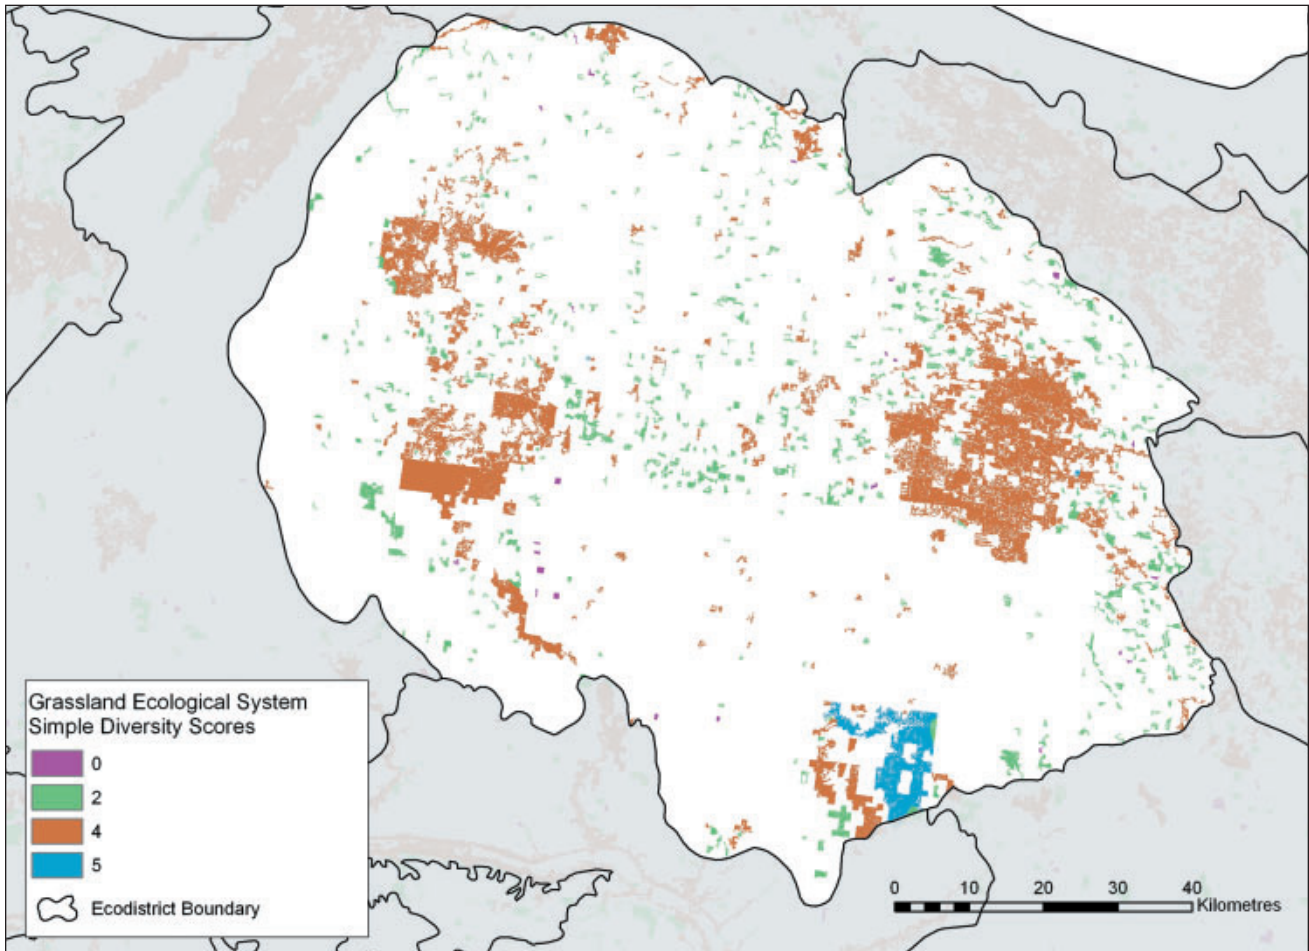 Grassland Ecological System
Simple Diversity Scores
0
2
4
5
Ecodistrict Boundary
0 10 20 30 40
Kilometres